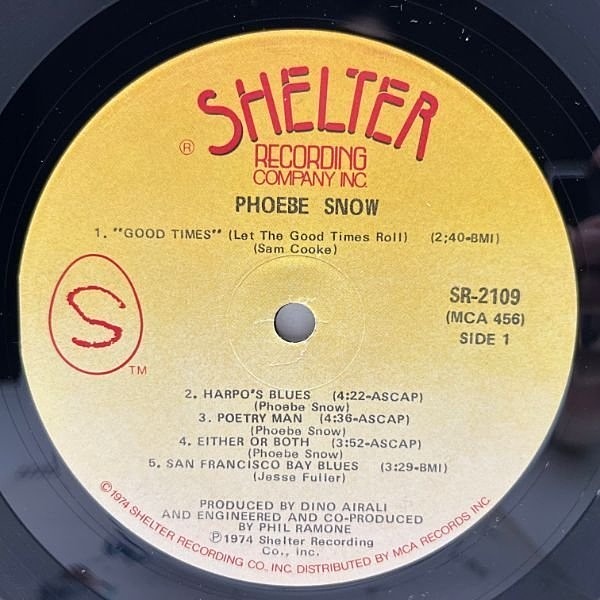 SHELTER
®
RECORDING
COMPANY INC.
PHOEBE SNOW
1. "GOOD TIMES" (Let The Good Times Roll) (2;40-BMI)
(Sam Cooke)
S
TM
SR-2109
(MCA 456)
SIDE 1
2. HARPO'S BLUES (4:22-ASCAP)
(Phoebe Snow)
3. POETRY MAN (4:36-ASCAP)
(Phoebe Snow)
4. EITHER OR BOTH (3:52-ASCAP)
(Phoebe Snow)
5. SAN FRANCISCO BAY BLUES (3:29-BMI)
(Jesse Fuller)
PRODUCED BY DINO AIRALI
AND ENGINEERED AND CO-PRODUCED
BY PHIL RAMONE
℗1974 Shelter Recording
Co., Inc.
©1974 SHELTER RECORDING CO., INC. DISTRIBUTED BY MCA RECORDS INC.